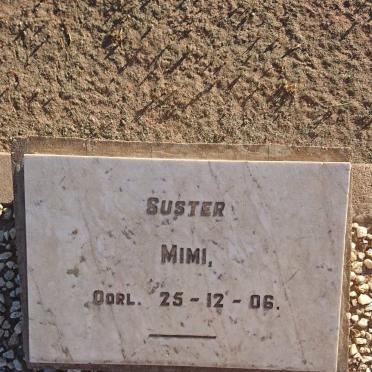 SUSTER
MIMI,
OORL. 25-12-06.